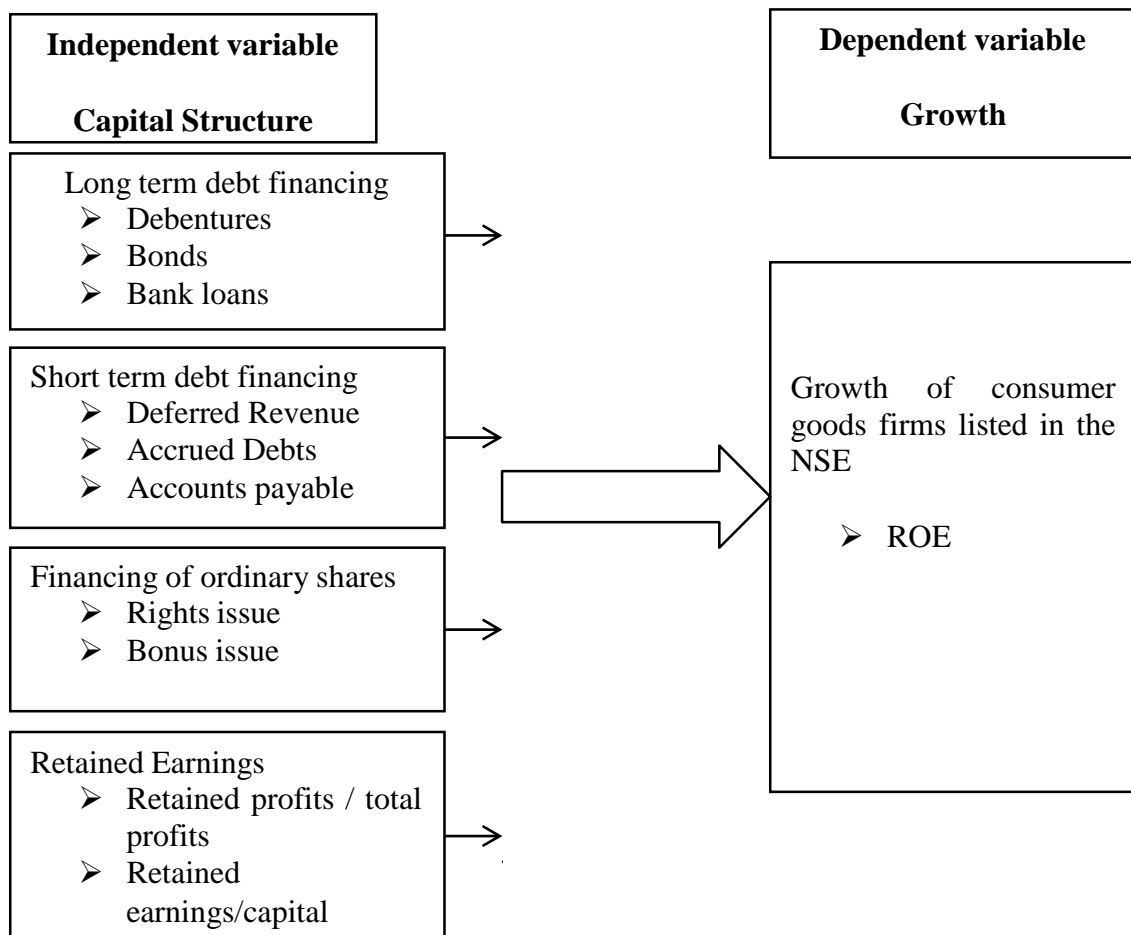 Independent variable
Capital Structure
Long term debt financing
➢ Debentures
➢ Bonds
➢ Bank loans
Short term debt financing
➢ Deferred Revenue
➢ Accrued Debts
➢ Accounts payable
Financing of ordinary shares
➢ Rights issue
➢ Bonus issue
Retained Earnings
➢ Retained profits / total
profits
➢ Retained
earnings/capital
Dependent variable
Growth
Growth of consumer
goods firms listed in the
NSE
➢ ROE